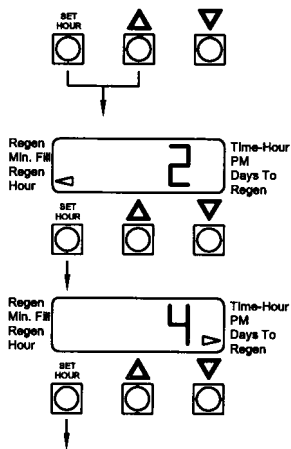 SET
HOUR
Regen
Min. Fill
Regen
Hour
2
Time-Hour
PM
Days To
Regen
SET
HOUR
Regen
Min. Fill
Regen
Hour
4
Time-Hour
PM
Days To
Regen
SET
HOUR